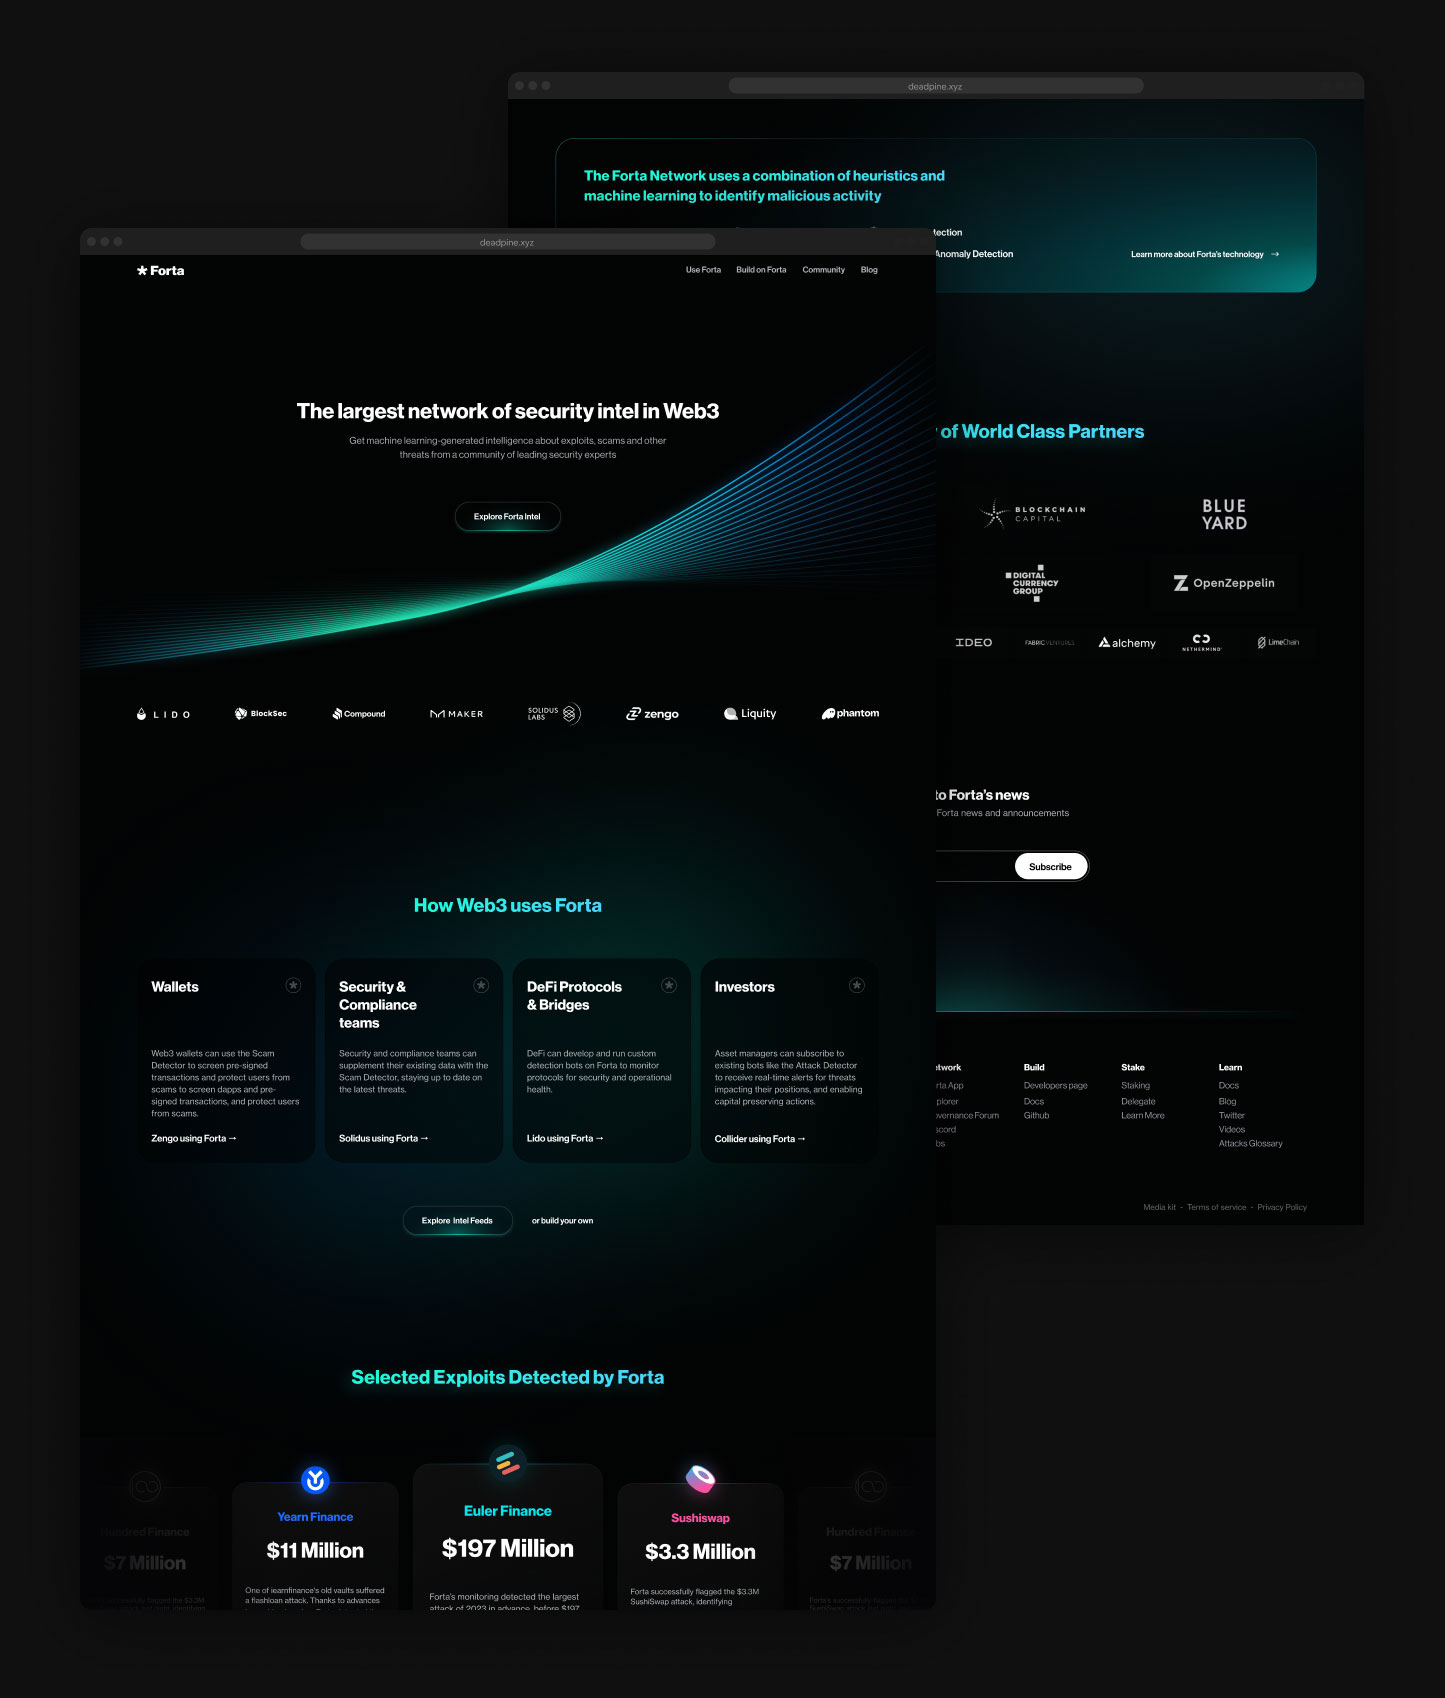 deadpine.xyz
The Forta Network uses a combination of heuristics and
machine learning to identify malicious activity
Anomaly Detection
Learn more about Forta's technology →
of World Class Partners
BLOCKCHAIN
CAPITAL
BLUE
YARD
DIGITAL
CURRENCY
GROUP
OpenZeppelin
IDEO
FABRIC VENTURES
alchemy
NETHERMIND
LimeChain
to Forta's news
Forta news and announcements
Subscribe
Build
Stake
Learn
App
Developers page
Staking
Docs
Docs
Delegate
Blog
Forum
Github
Learn More
Twitter
Videos
Attacks Glossary
Media kit - Terms of service - Privacy Policy
deadpine.xyz
Forta
Use Forta
Build on Forta
Community
Blog
The largest network of security intel in Web3
Get machine learning-generated intelligence about exploits, scams and other
threats from a community of leading security experts
Explore Forta Intel
LIDO
BlockSec
Compound
MAKER
SOLIDUS
LABS
zengo
Liquity
phantom
How Web3 uses Forta
Wallets
Web3 wallets can use the Scam
Detector to screen pre-signed
transactions and protect users from
scams to screen dapps and pre-
signed transactions, and protect users
from scams.
Zengo using Forta →
Security &
Compliance
teams
Security and compliance teams can
supplement their existing data with the
Scam Detector, staying up to date on
the latest threats.
Solidus using Forta →
DeFi Protocols
& Bridges
DeFi can develop and run custom
detection bots on Forta to monitor
protocols for security and operational
health.
Lido using Forta →
Investors
Asset managers can subscribe to
existing bots like the Attack Detector
to receive real-time alerts for threats
impacting their positions, and enabling
capital preserving actions.
Collider using Forta →
Explore Intel Feeds
or build your own
Selected Exploits Detected by Forta
Hundred Finance
$7 Million
Yearn Finance
$11 Million
One of iearnfinance's old vaults suffered
a flashloan attack. Thanks to advances
Euler Finance
$197 Million
Forta's monitoring detected the largest
attack of 2023 in advance, before $197
Sushiswap
$3.3 Million
Forta successfully flagged the $3.3M
SushiSwap attack, identifying
Hundred Finance
$7 Million
Forta successfully flagged the $3.3M